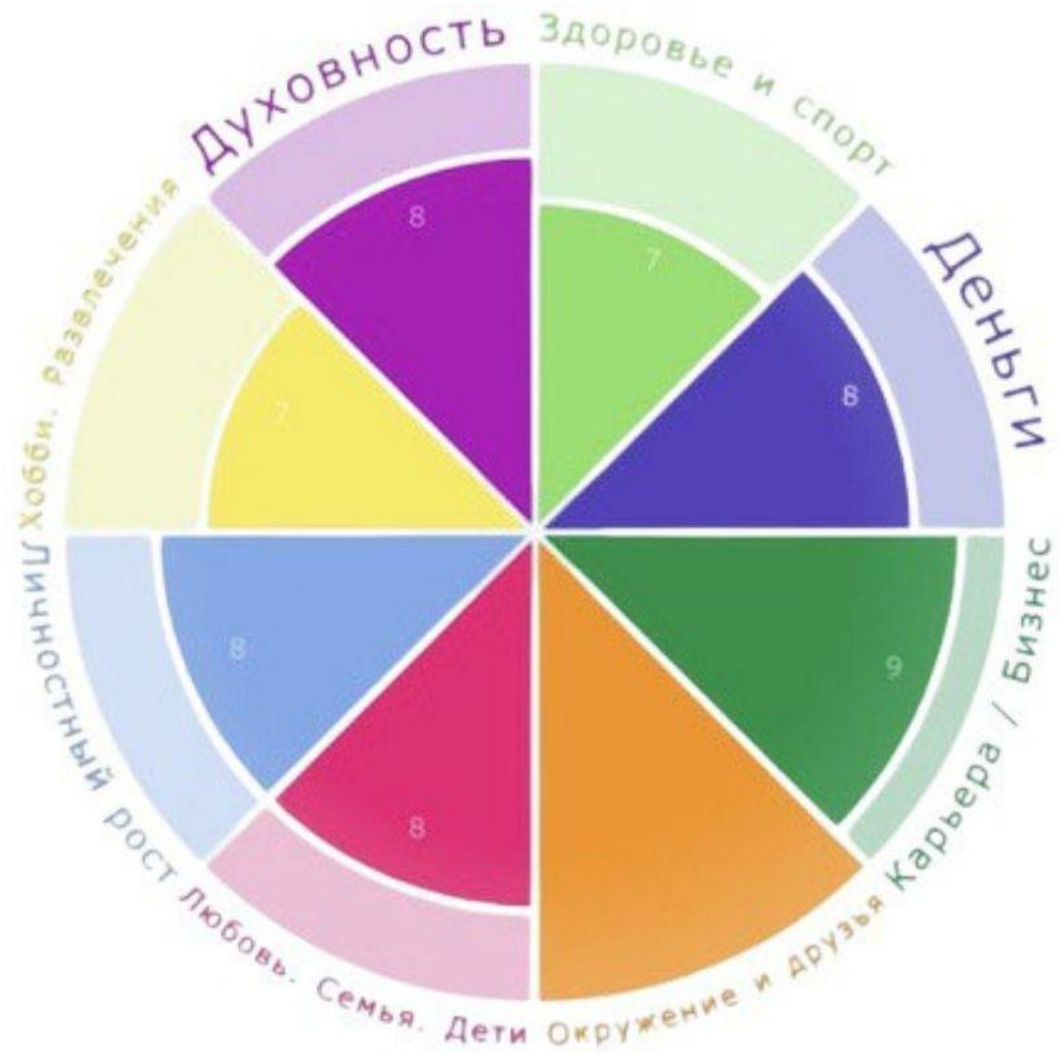 Здоровье и спорт
7
Деньги
8
Карьера / Бизнес
9
Окружение и друзья
Любовь. Семья. Дети
8
Личностный рост
8
Хобби. Развлечения
7
Духовность
8